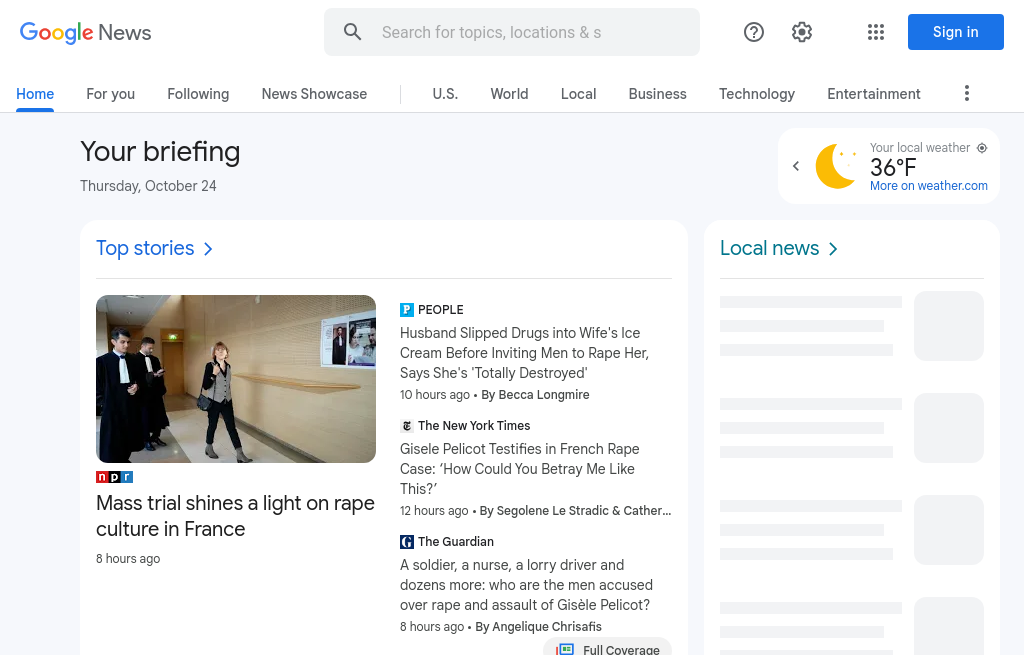 Google News
Search for topics, locations & s
Sign in
Home For you Following News Showcase U.S. World Local Business Technology Entertainment
Your briefing
Thursday, October 24
Your local weather
36°F
More on weather.com
Top stories
npr
Mass trial shines a light on rape
culture in France
8 hours ago
PEOPLE
Husband Slipped Drugs into Wife's Ice
Cream Before Inviting Men to Rape Her,
Says She's 'Totally Destroyed'
10 hours ago • By Becca Longmire
The New York Times
Gisele Pelicot Testifies in French Rape
Case: ‘How Could You Betray Me Like
This?’
12 hours ago • By Segolene Le Stradic & Cather...
The Guardian
A soldier, a nurse, a lorry driver and
dozens more: who are the men accused
over rape and assault of Gisèle Pelicot?
8 hours ago • By Angelique Chrisafis
Full Coverage
Local news